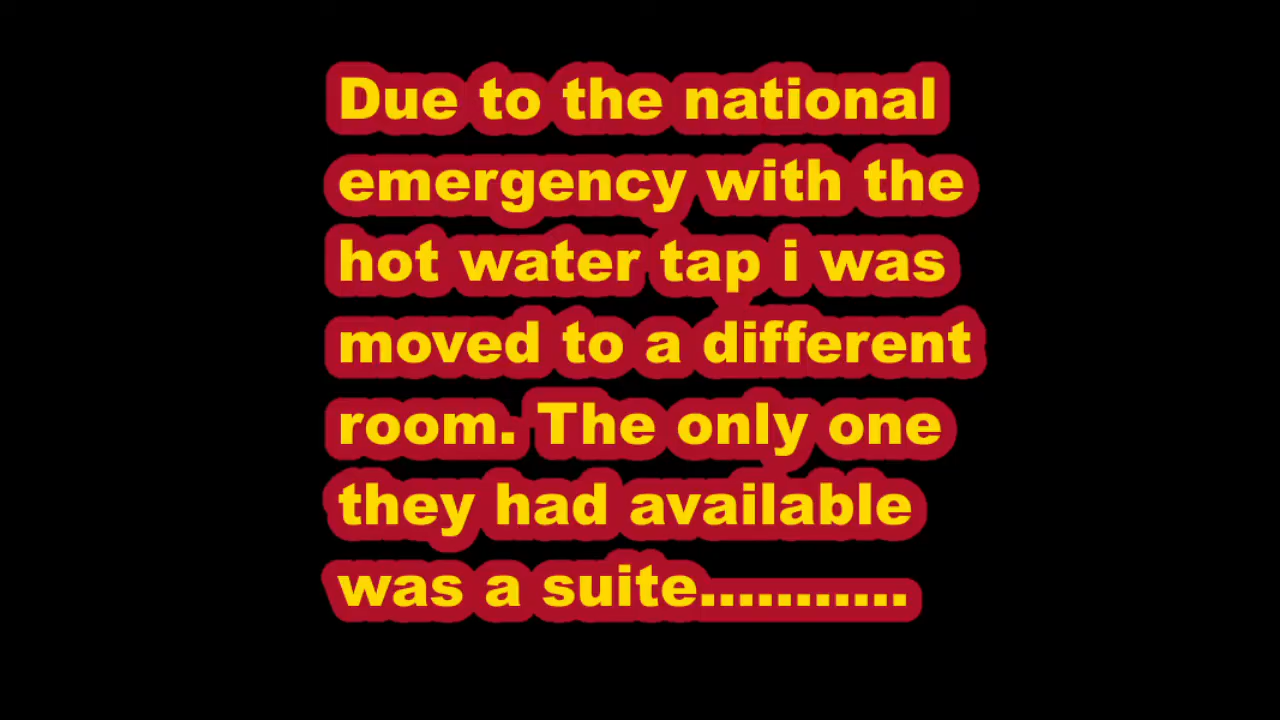 Due to the national
emergency with the
hot water tap i was
moved to a different
room. The only one
they had available
was a suite...........